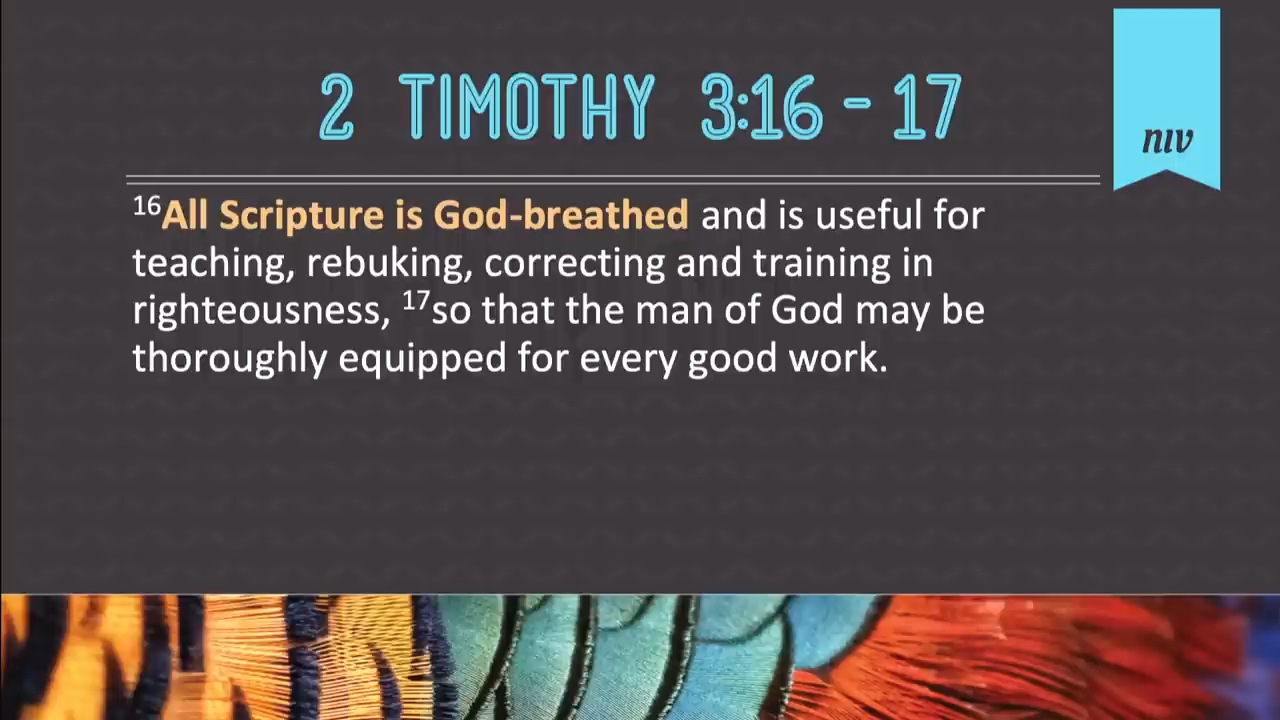 2 TIMOTHY 3:16 - 17
NIV
16All Scripture is God-breathed and is useful for
teaching, rebuking, correcting and training in
righteousness, 17so that the man of God may be
thoroughly equipped for every good work.